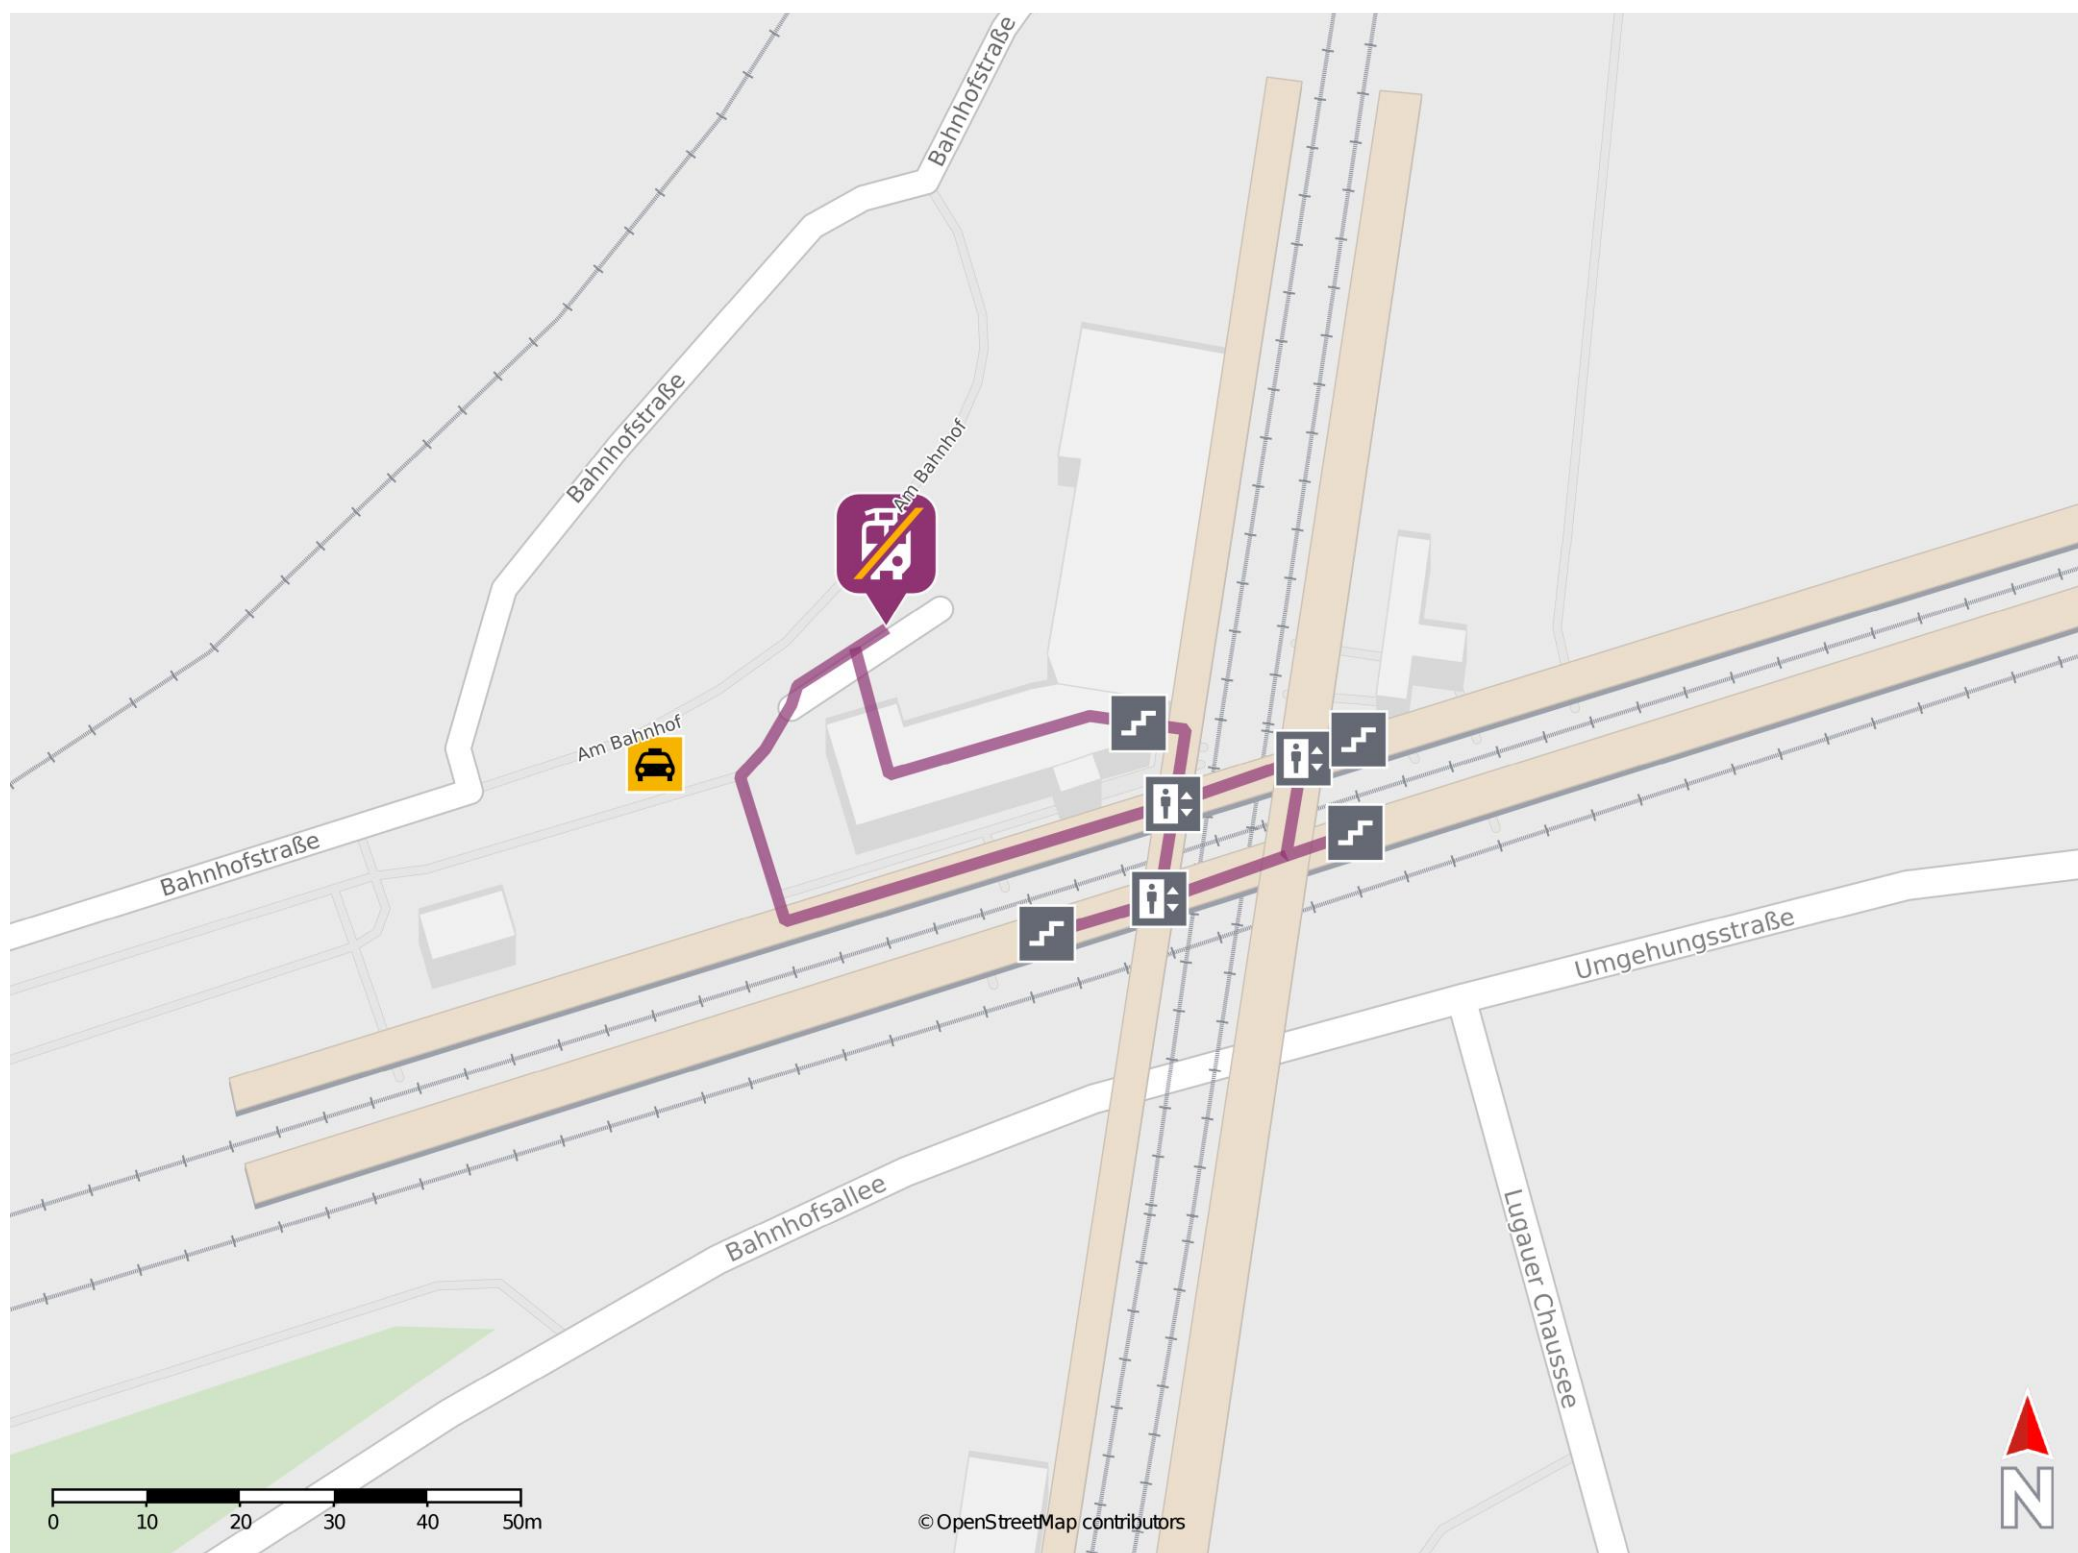 Bahnhofstraße
Bahnhofstraße
Am Bahnhof
Am Bahnhof
Bahnhofstraße
Umgehungsstraße
Bahnhofsallee
Lugauer Chaussee
0 10 20 30 40 50m
© OpenStreetMap contributors
N